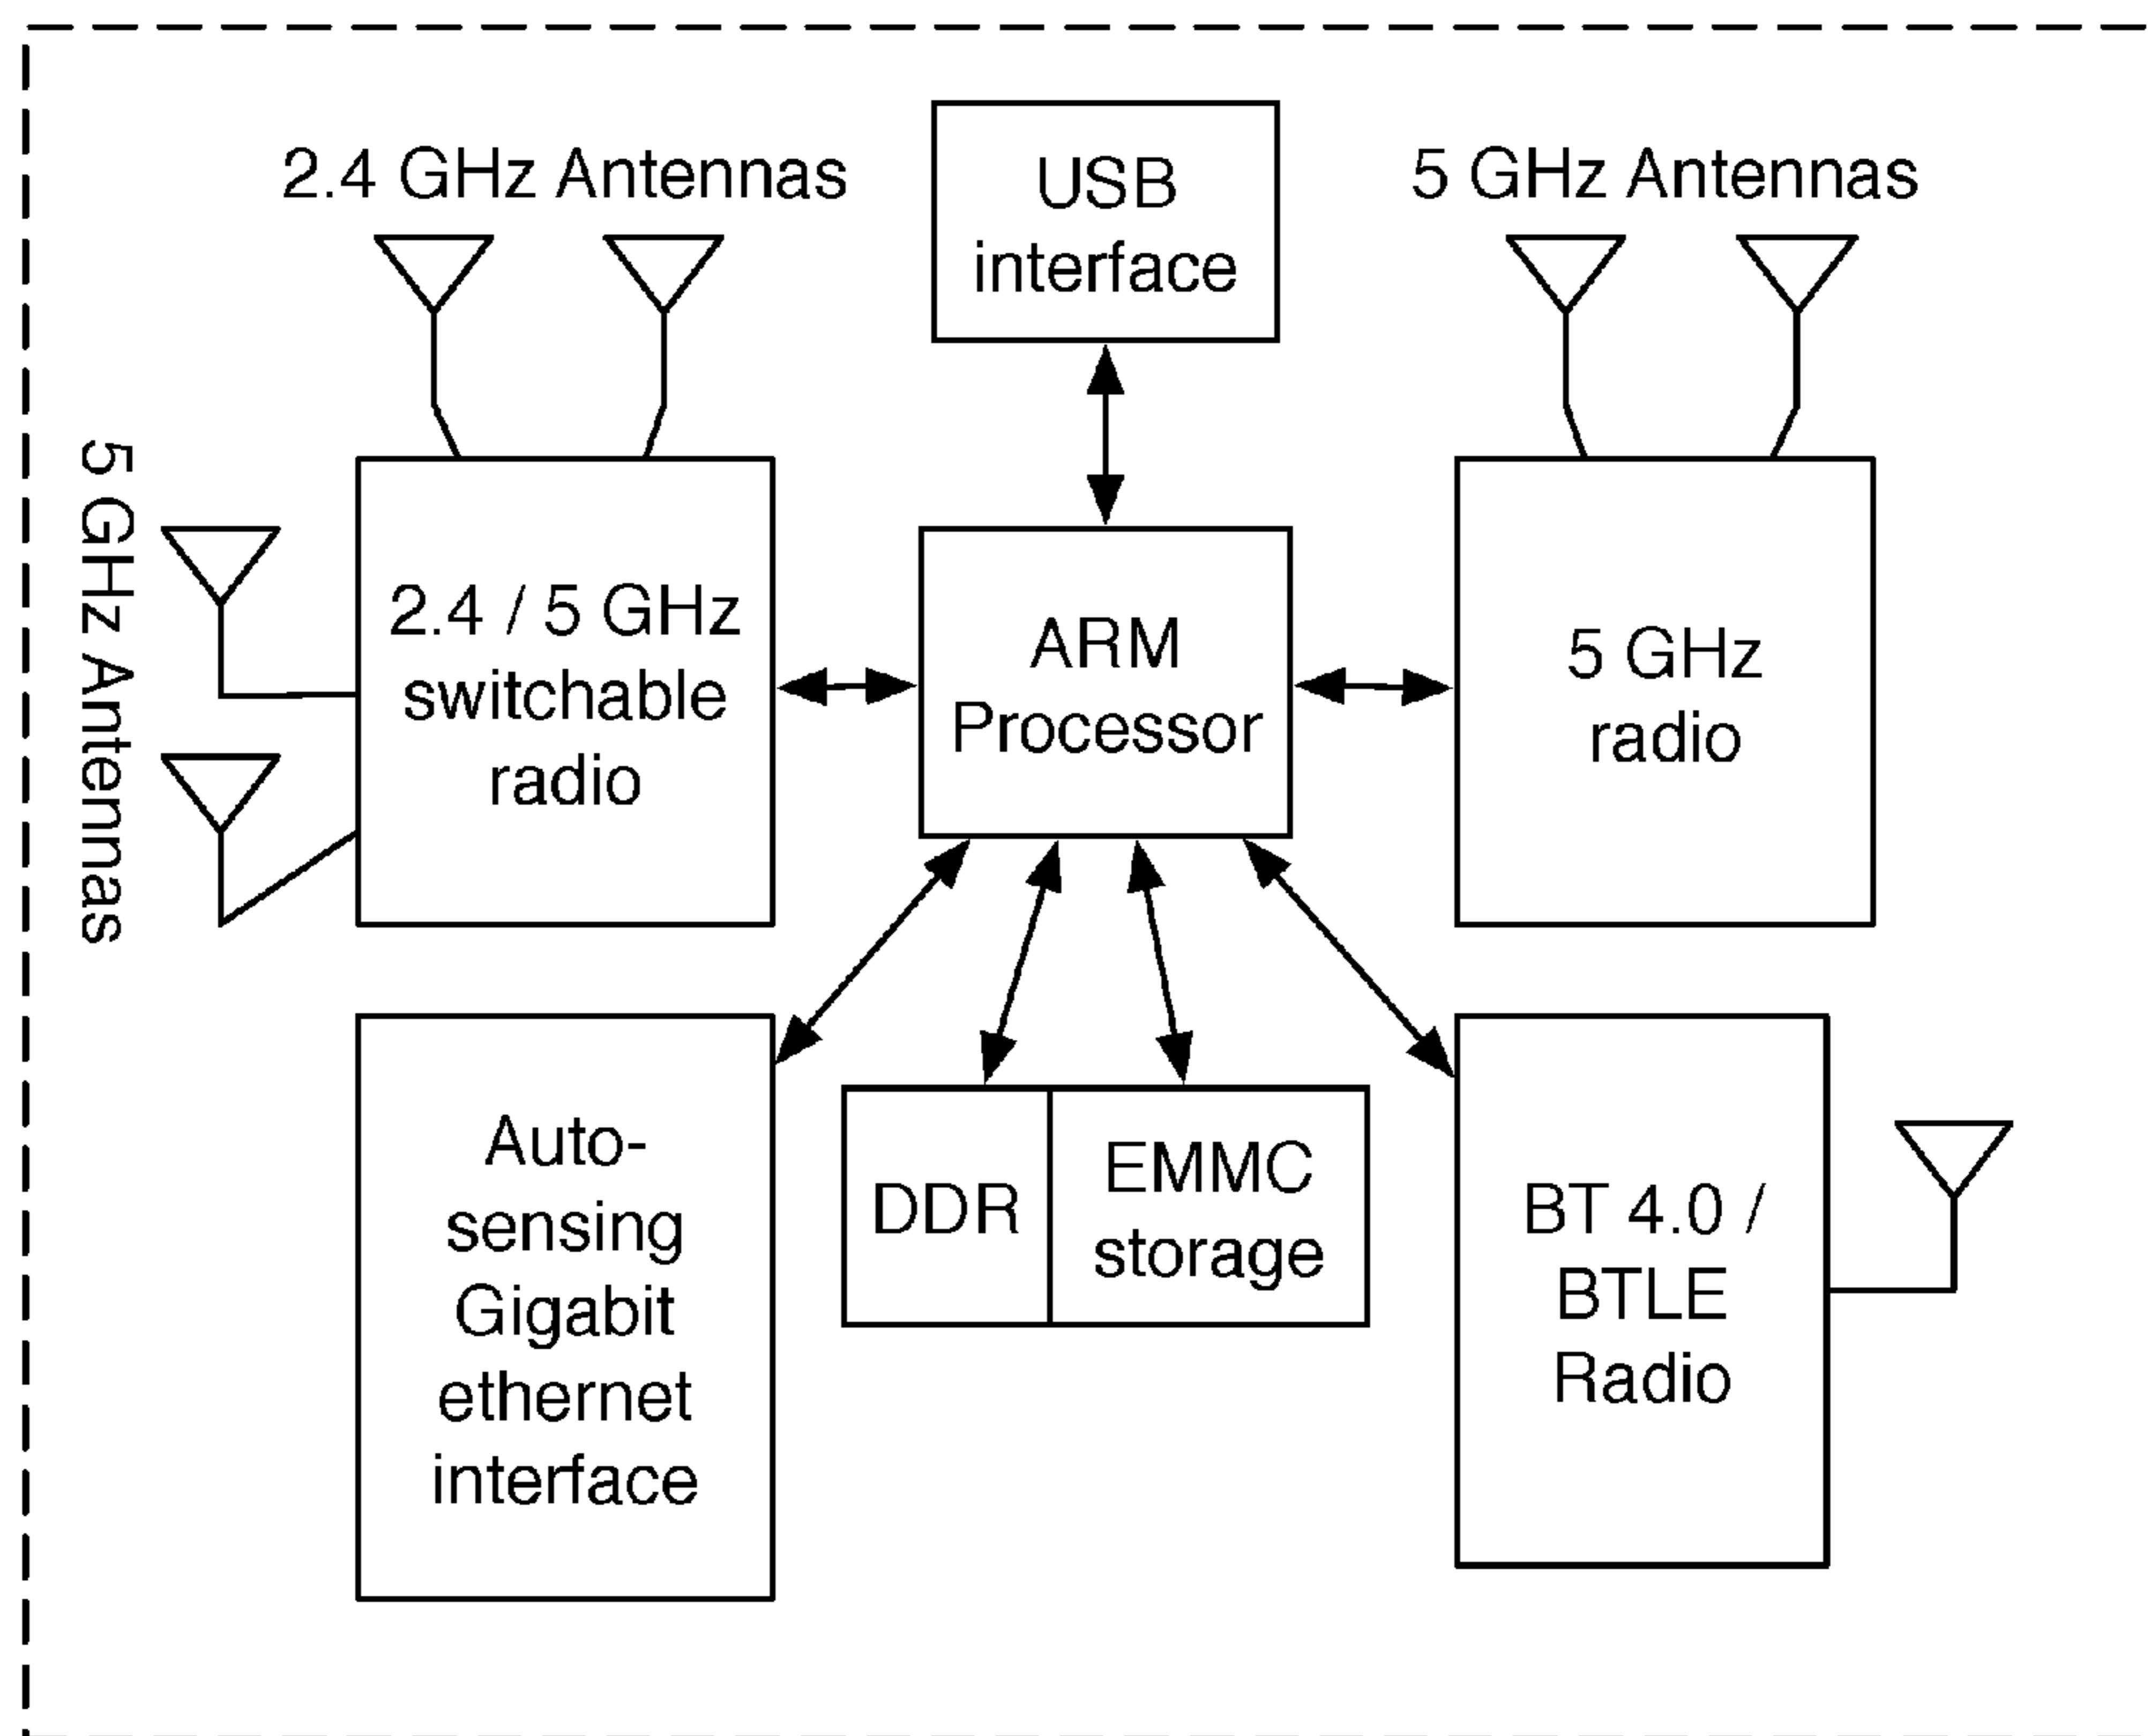 2.4 GHz Antennas
USB
interface
5 GHz Antennas
5 GHz Antennas
2.4 / 5 GHz
switchable
radio
ARM
Processor
5 GHz
radio
Auto-
sensing
Gigabit
ethernet
interface
DDR
EMMC
storage
BT 4.0 /
BTLE
Radio